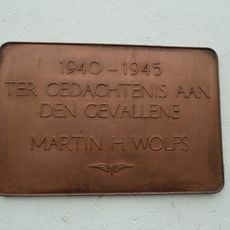 1940 - 1945
TER GEDACHTENIS AAN
DEN GEVALLENE
MARTIN H. WOLFS